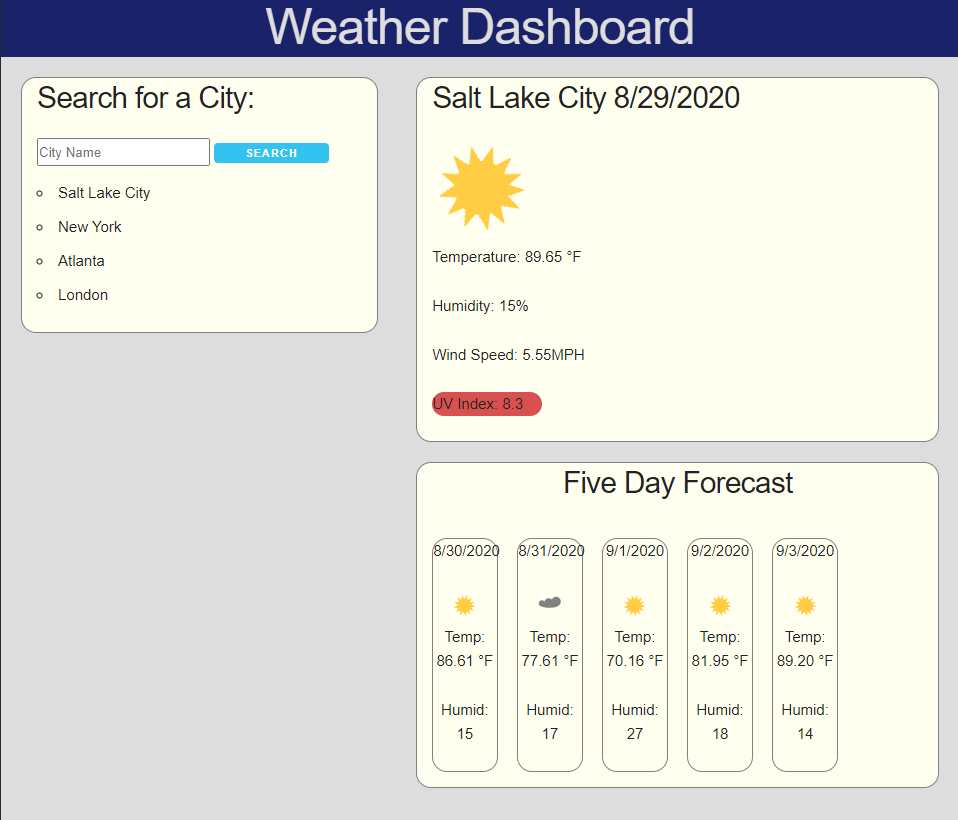 Weather Dashboard
Search for a City:
City Name
SEARCH
Salt Lake City
New York
Atlanta
London
Salt Lake City 8/29/2020
Temperature: 89.65 °F
Humidity: 15%
Wind Speed: 5.55MPH
UV Index: 8.3
Five Day Forecast
8/30/2020
Temp:
86.61 °F
Humid:
15
8/31/2020
Temp:
77.61 °F
Humid:
17
9/1/2020
Temp:
70.16 °F
Humid:
27
9/2/2020
Temp:
81.95 °F
Humid:
18
9/3/2020
Temp:
89.20 °F
Humid:
14